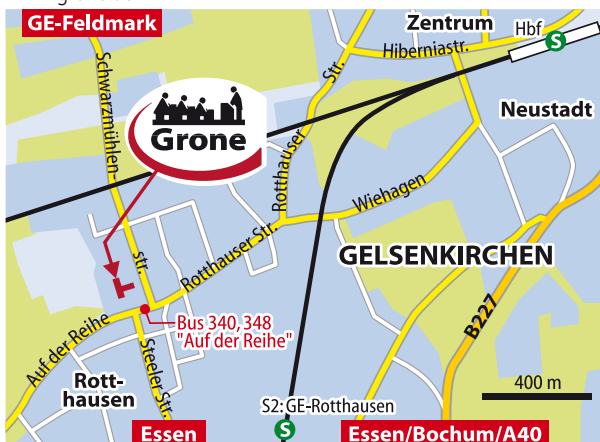 GE-Feldmark
Zentrum
Hbf
Hiberniastr.
Schwarzmühlen-
str.
Grone
Neustadt
Rotthauser
Str.
Wiehagen
Rotthauser Str.
GELSENKIRCHEN
B227
Auf der Reihe
Bus 340, 348
"Auf der Reihe"
Steeler Str.
Rott-
hausen
400 m
S2: GE-Rotthausen
S
S
Essen
Essen/Bochum/A40